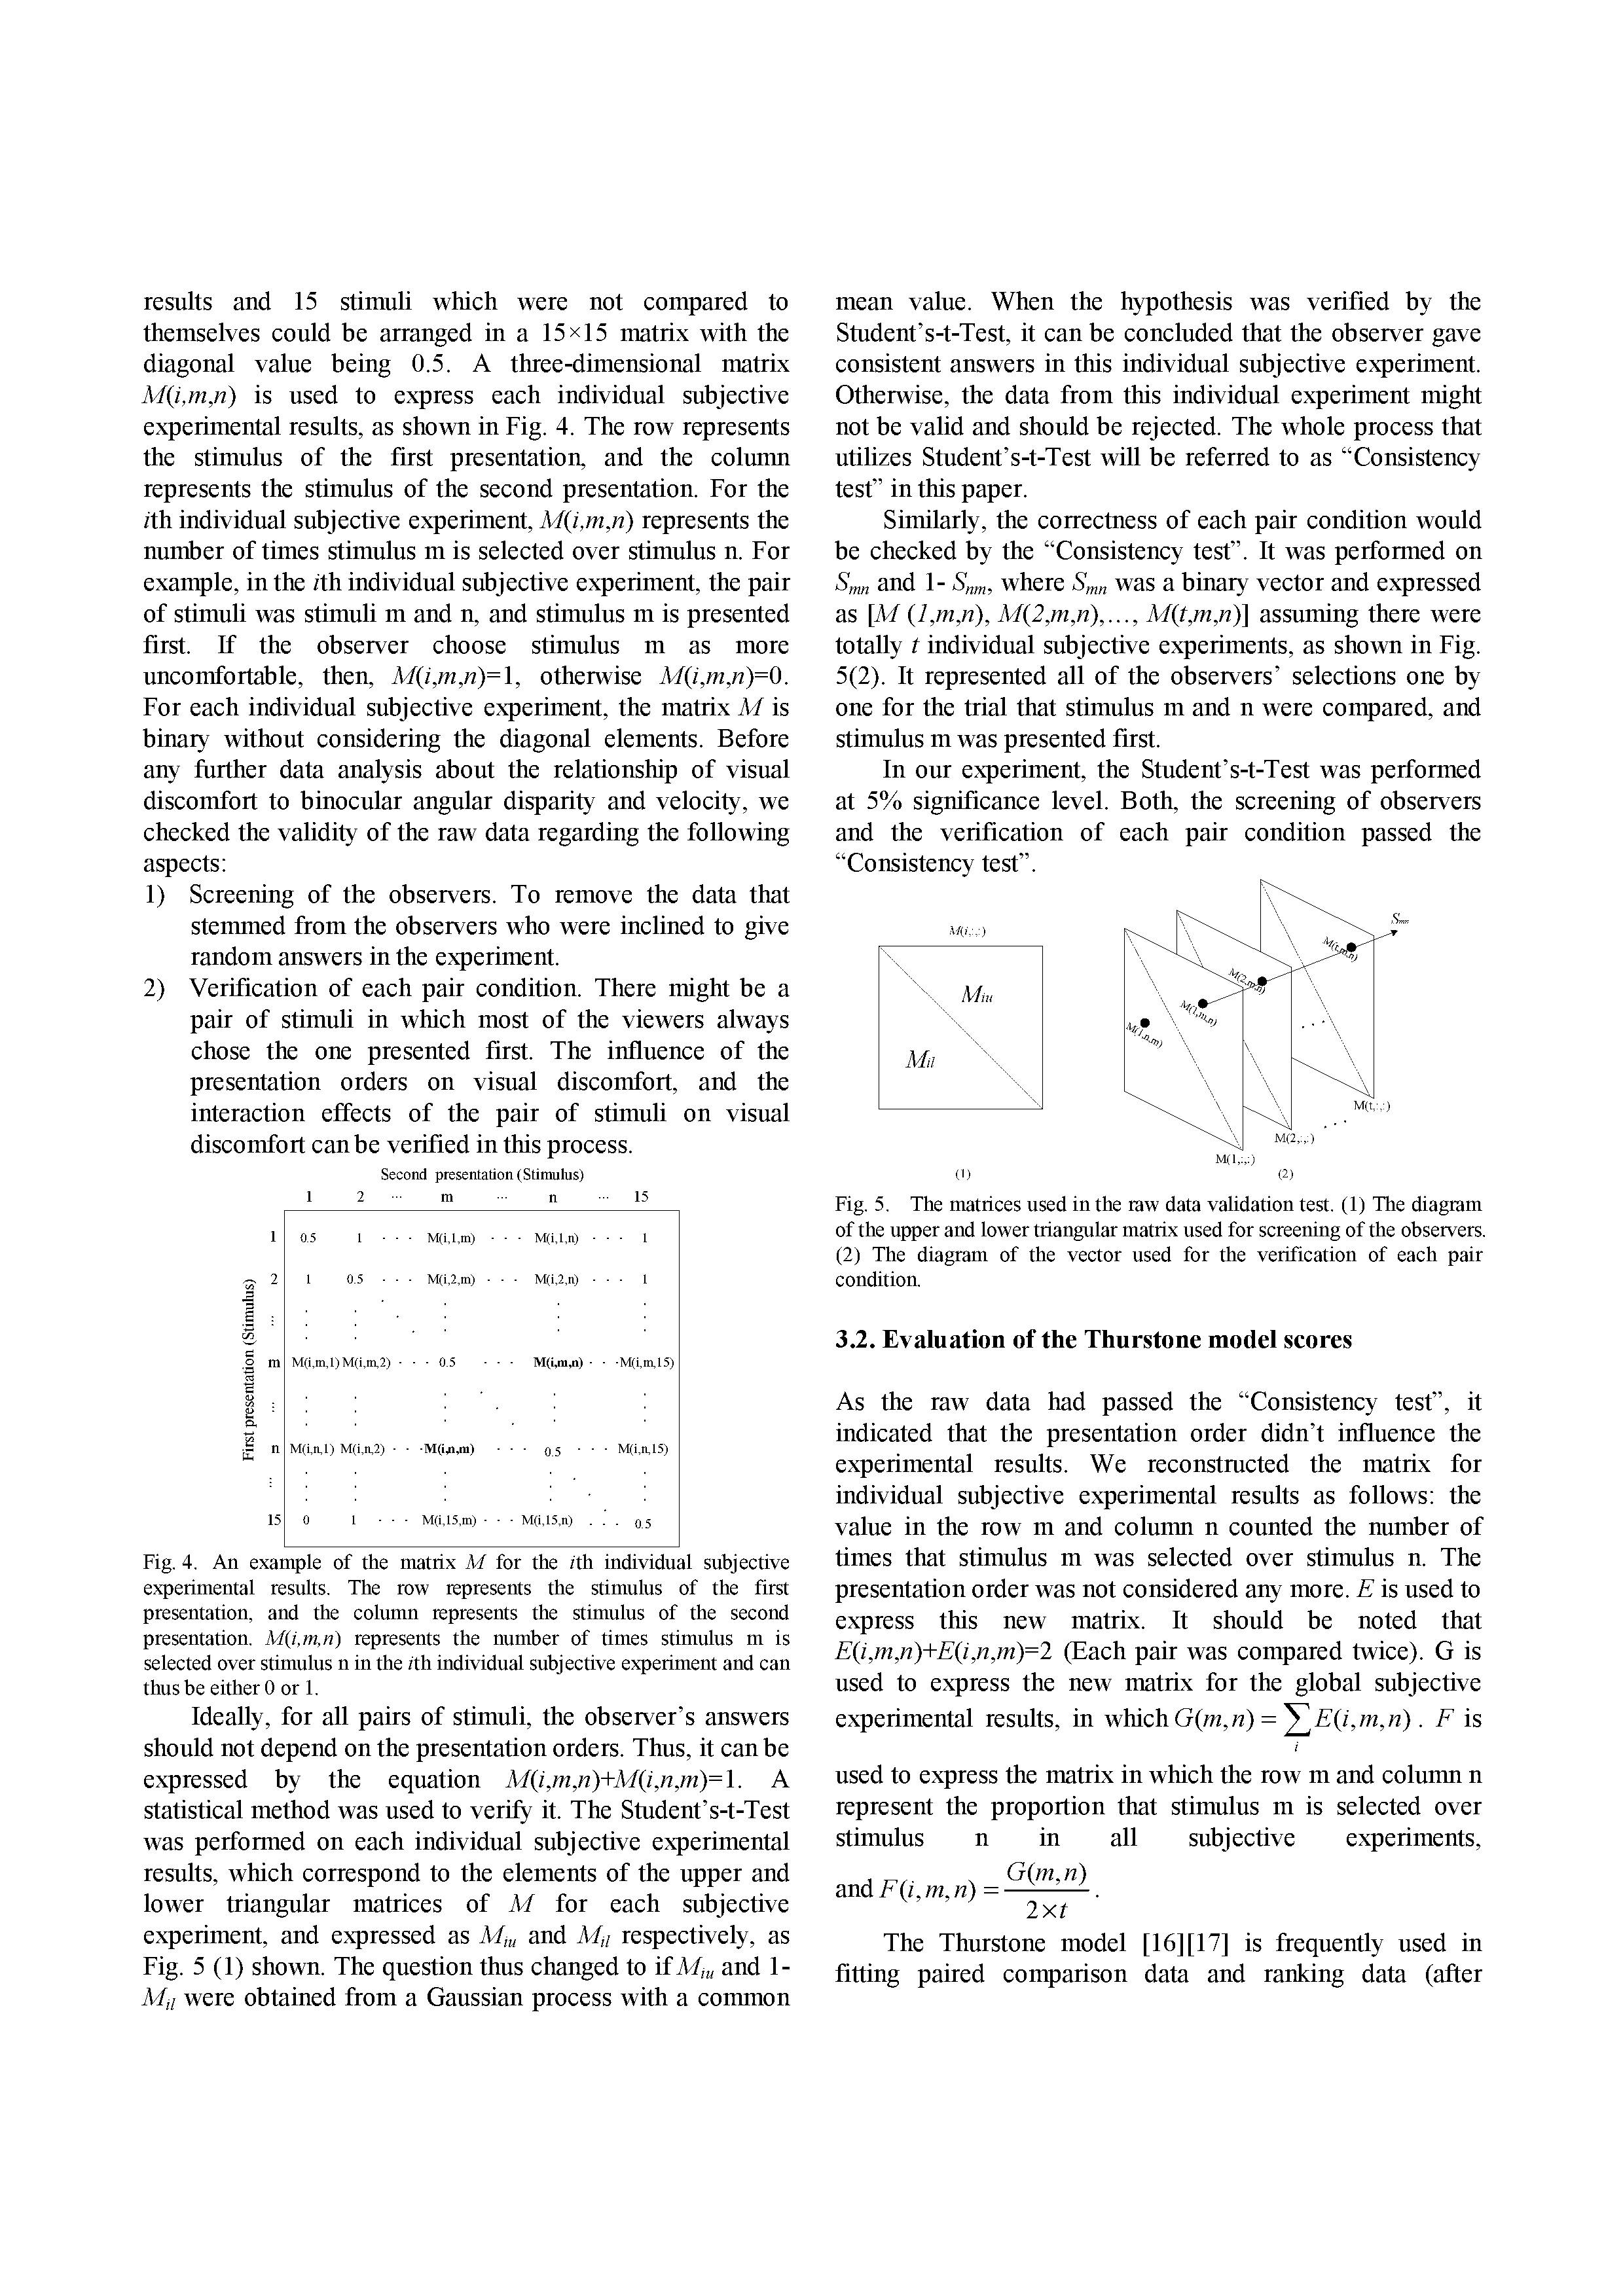 results and 15 stimuli which were not compared to
themselves could be arranged in a 15×15 matrix with the
diagonal value being 0.5. A three-dimensional matrix
M(i,m,n) is used to express each individual subjective
experimental results, as shown in Fig. 4. The row represents
the stimulus of the first presentation, and the column
represents the stimulus of the second presentation. For the
ith individual subjective experiment, M(i,m,n) represents the
number of times stimulus m is selected over stimulus n. For
example, in the ith individual subjective experiment, the pair
of stimuli was stimuli m and n, and stimulus m is presented
first. If the observer choose stimulus m as more
uncomfortable, then, M(i,m,n)=1, otherwise M(i,m,n)=0.
For each individual subjective experiment, the matrix M is
binary without considering the diagonal elements. Before
any further data analysis about the relationship of visual
discomfort to binocular angular disparity and velocity, we
checked the validity of the raw data regarding the following
aspects:
1) Screening of the observers. To remove the data that
stemmed from the observers who were inclined to give
random answers in the experiment.
2) Verification of each pair condition. There might be a
pair of stimuli in which most of the viewers always
chose the one presented first. The influence of the
presentation orders on visual discomfort, and the
interaction effects of the pair of stimuli on visual
discomfort can be verified in this process.
Second presentation (Stimulus)
1 2 ... m ... n ... 15
First presentation (Stimulus)
1 0.5 1 · · · M(i,1,m) · · · M(i,1,n) · · · 1
2 1 0.5 · · · M(i,2,m) · · · M(i,2,n) · · · 1
m M(i,m,1) M(i,m,2) · · · 0.5 · · · M(i,m,n) · · · M(i,m,15)
n M(i,n,1) M(i,n,2) · · · M(i,n,m) · · · 0.5 · · · M(i,n,15)
15 0 1 · · · M(i,15,m) · · · M(i,15,n) . . . 0.5
Fig. 4. An example of the matrix M for the ith individual subjective
experimental results. The row represents the stimulus of the first
presentation, and the column represents the stimulus of the second
presentation. M(i,m,n) represents the number of times stimulus m is
selected over stimulus n in the ith individual subjective experiment and can
thus be either 0 or 1.
Ideally, for all pairs of stimuli, the observer's answers
should not depend on the presentation orders. Thus, it can be
expressed by the equation M(i,m,n)+M(i,n,m)=1. A
statistical method was used to verify it. The Student's-t-Test
was performed on each individual subjective experimental
results, which correspond to the elements of the upper and
lower triangular matrices of M for each subjective
experiment, and expressed as Miu and Mil respectively, as
Fig. 5 (1) shown. The question thus changed to if Miu and 1-
Mil were obtained from a Gaussian process with a common
mean value. When the hypothesis was verified by the
Student's-t-Test, it can be concluded that the observer gave
consistent answers in this individual subjective experiment.
Otherwise, the data from this individual experiment might
not be valid and should be rejected. The whole process that
utilizes Student's-t-Test will be referred to as “Consistency
test” in this paper.
Similarly, the correctness of each pair condition would
be checked by the “Consistency test”. It was performed on
Smn and 1- Snm, where Smn was a binary vector and expressed
as [M (1,m,n), M(2,m,n),..., M(t,m,n)] assuming there were
totally t individual subjective experiments, as shown in Fig.
5(2). It represented all of the observers' selections one by
one for the trial that stimulus m and n were compared, and
stimulus m was presented first.
In our experiment, the Student's-t-Test was performed
at 5% significance level. Both, the screening of observers
and the verification of each pair condition passed the
“Consistency test”.
M(i,:,:)
Miu
Mil
(1)
Smn
M(t,m,n)
M(2,m,n)
M(1,m,n)
M(1,n,m)
. . .
M(t,:,:)
. . .
M(2,:,:)
M(1,:,:)
(2)
Fig. 5. The matrices used in the raw data validation test. (1) The diagram
of the upper and lower triangular matrix used for screening of the observers.
(2) The diagram of the vector used for the verification of each pair
condition.
3.2. Evaluation of the Thurstone model scores
As the raw data had passed the “Consistency test”, it
indicated that the presentation order didn't influence the
experimental results. We reconstructed the matrix for
individual subjective experimental results as follows: the
value in the row m and column n counted the number of
times that stimulus m was selected over stimulus n. The
presentation order was not considered any more. E is used to
express this new matrix. It should be noted that
E(i,m,n)+E(i,n,m)=2 (Each pair was compared twice). G is
used to express the new matrix for the global subjective
experimental results, in which G(m,n) = ∑i E(i,m,n). F is
used to express the matrix in which the row m and column n
represent the proportion that stimulus m is selected over
stimulus n in all subjective experiments,
and F(i,m,n) = G(m,n) / 2×t .
The Thurstone model [16][17] is frequently used in
fitting paired comparison data and ranking data (after